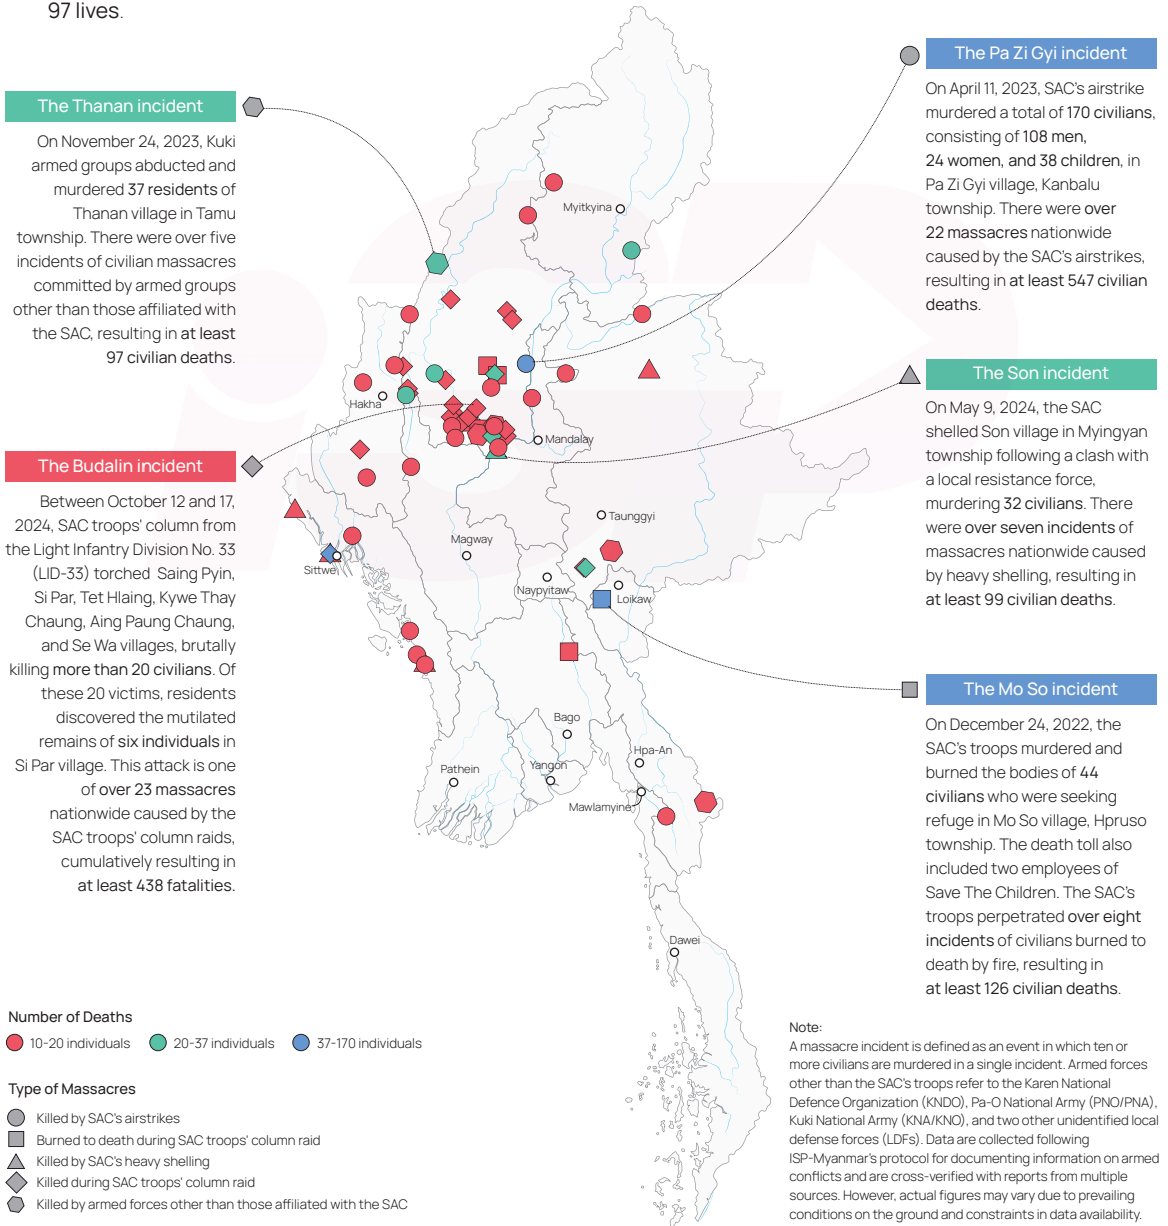 97 lives.
The Thanan incident
On November 24, 2023, Kuki
armed groups abducted and
murdered 37 residents of
Thanan village in Tamu
township. There were over five
incidents of civilian massacres
committed by armed groups
other than those affiliated with
the SAC, resulting in at least
97 civilian deaths.
The Budalin incident
Between October 12 and 17,
2024, SAC troops' column from
the Light Infantry Division No. 33
(LID-33) torched Saing Pyin,
Si Par, Tet Hlaing, Kywe Thay
Chaung, Aing Paung Chaung,
and Se Wa villages, brutally
killing more than 20 civilians. Of
these 20 victims, residents
discovered the mutilated
remains of six individuals in
Si Par village. This attack is one
of over 23 massacres
nationwide caused by the
SAC troops' column raids,
cumulatively resulting in
at least 438 fatalities.
Myitkyina
Hakha
Mandalay
Taunggyi
Magway
Sittwe
Naypyitaw
Loikaw
Bago
Hpa-An
Pathein
Yangon
Mawlamyine
Dawei
The Pa Zi Gyi incident
On April 11, 2023, SAC's airstrike
murdered a total of 170 civilians,
consisting of 108 men,
24 women, and 38 children, in
Pa Zi Gyi village, Kanbalu
township. There were over
22 massacres nationwide
caused by the SAC's airstrikes,
resulting in at least 547 civilian
deaths.
The Son incident
On May 9, 2024, the SAC
shelled Son village in Myingyan
township following a clash with
a local resistance force,
murdering 32 civilians. There
were over seven incidents of
massacres nationwide caused
by heavy shelling, resulting in
at least 99 civilian deaths.
The Mo So incident
On December 24, 2022, the
SAC's troops murdered and
burned the bodies of 44
civilians who were seeking
refuge in Mo So village, Hpruso
township. The death toll also
included two employees of
Save The Children. The SAC's
troops perpetrated over eight
incidents of civilians burned to
death by fire, resulting in
at least 126 civilian deaths.
Number of Deaths
10-20 individuals
20-37 individuals
37-170 individuals
Type of Massacres
Killed by SAC's airstrikes
Burned to death during SAC troops' column raid
Killed by SAC's heavy shelling
Killed during SAC troops' column raid
Killed by armed forces other than those affiliated with the SAC
Note:
A massacre incident is defined as an event in which ten or
more civilians are murdered in a single incident. Armed forces
other than the SAC's troops refer to the Karen National
Defence Organization (KNDO), Pa-O National Army (PNO/PNA),
Kuki National Army (KNA/KNO), and two other unidentified local
defense forces (LDFs). Data are collected following
ISP-Myanmar's protocol for documenting information on armed
conflicts and are cross-verified with reports from multiple
sources. However, actual figures may vary due to prevailing
conditions on the ground and constraints in data availability.